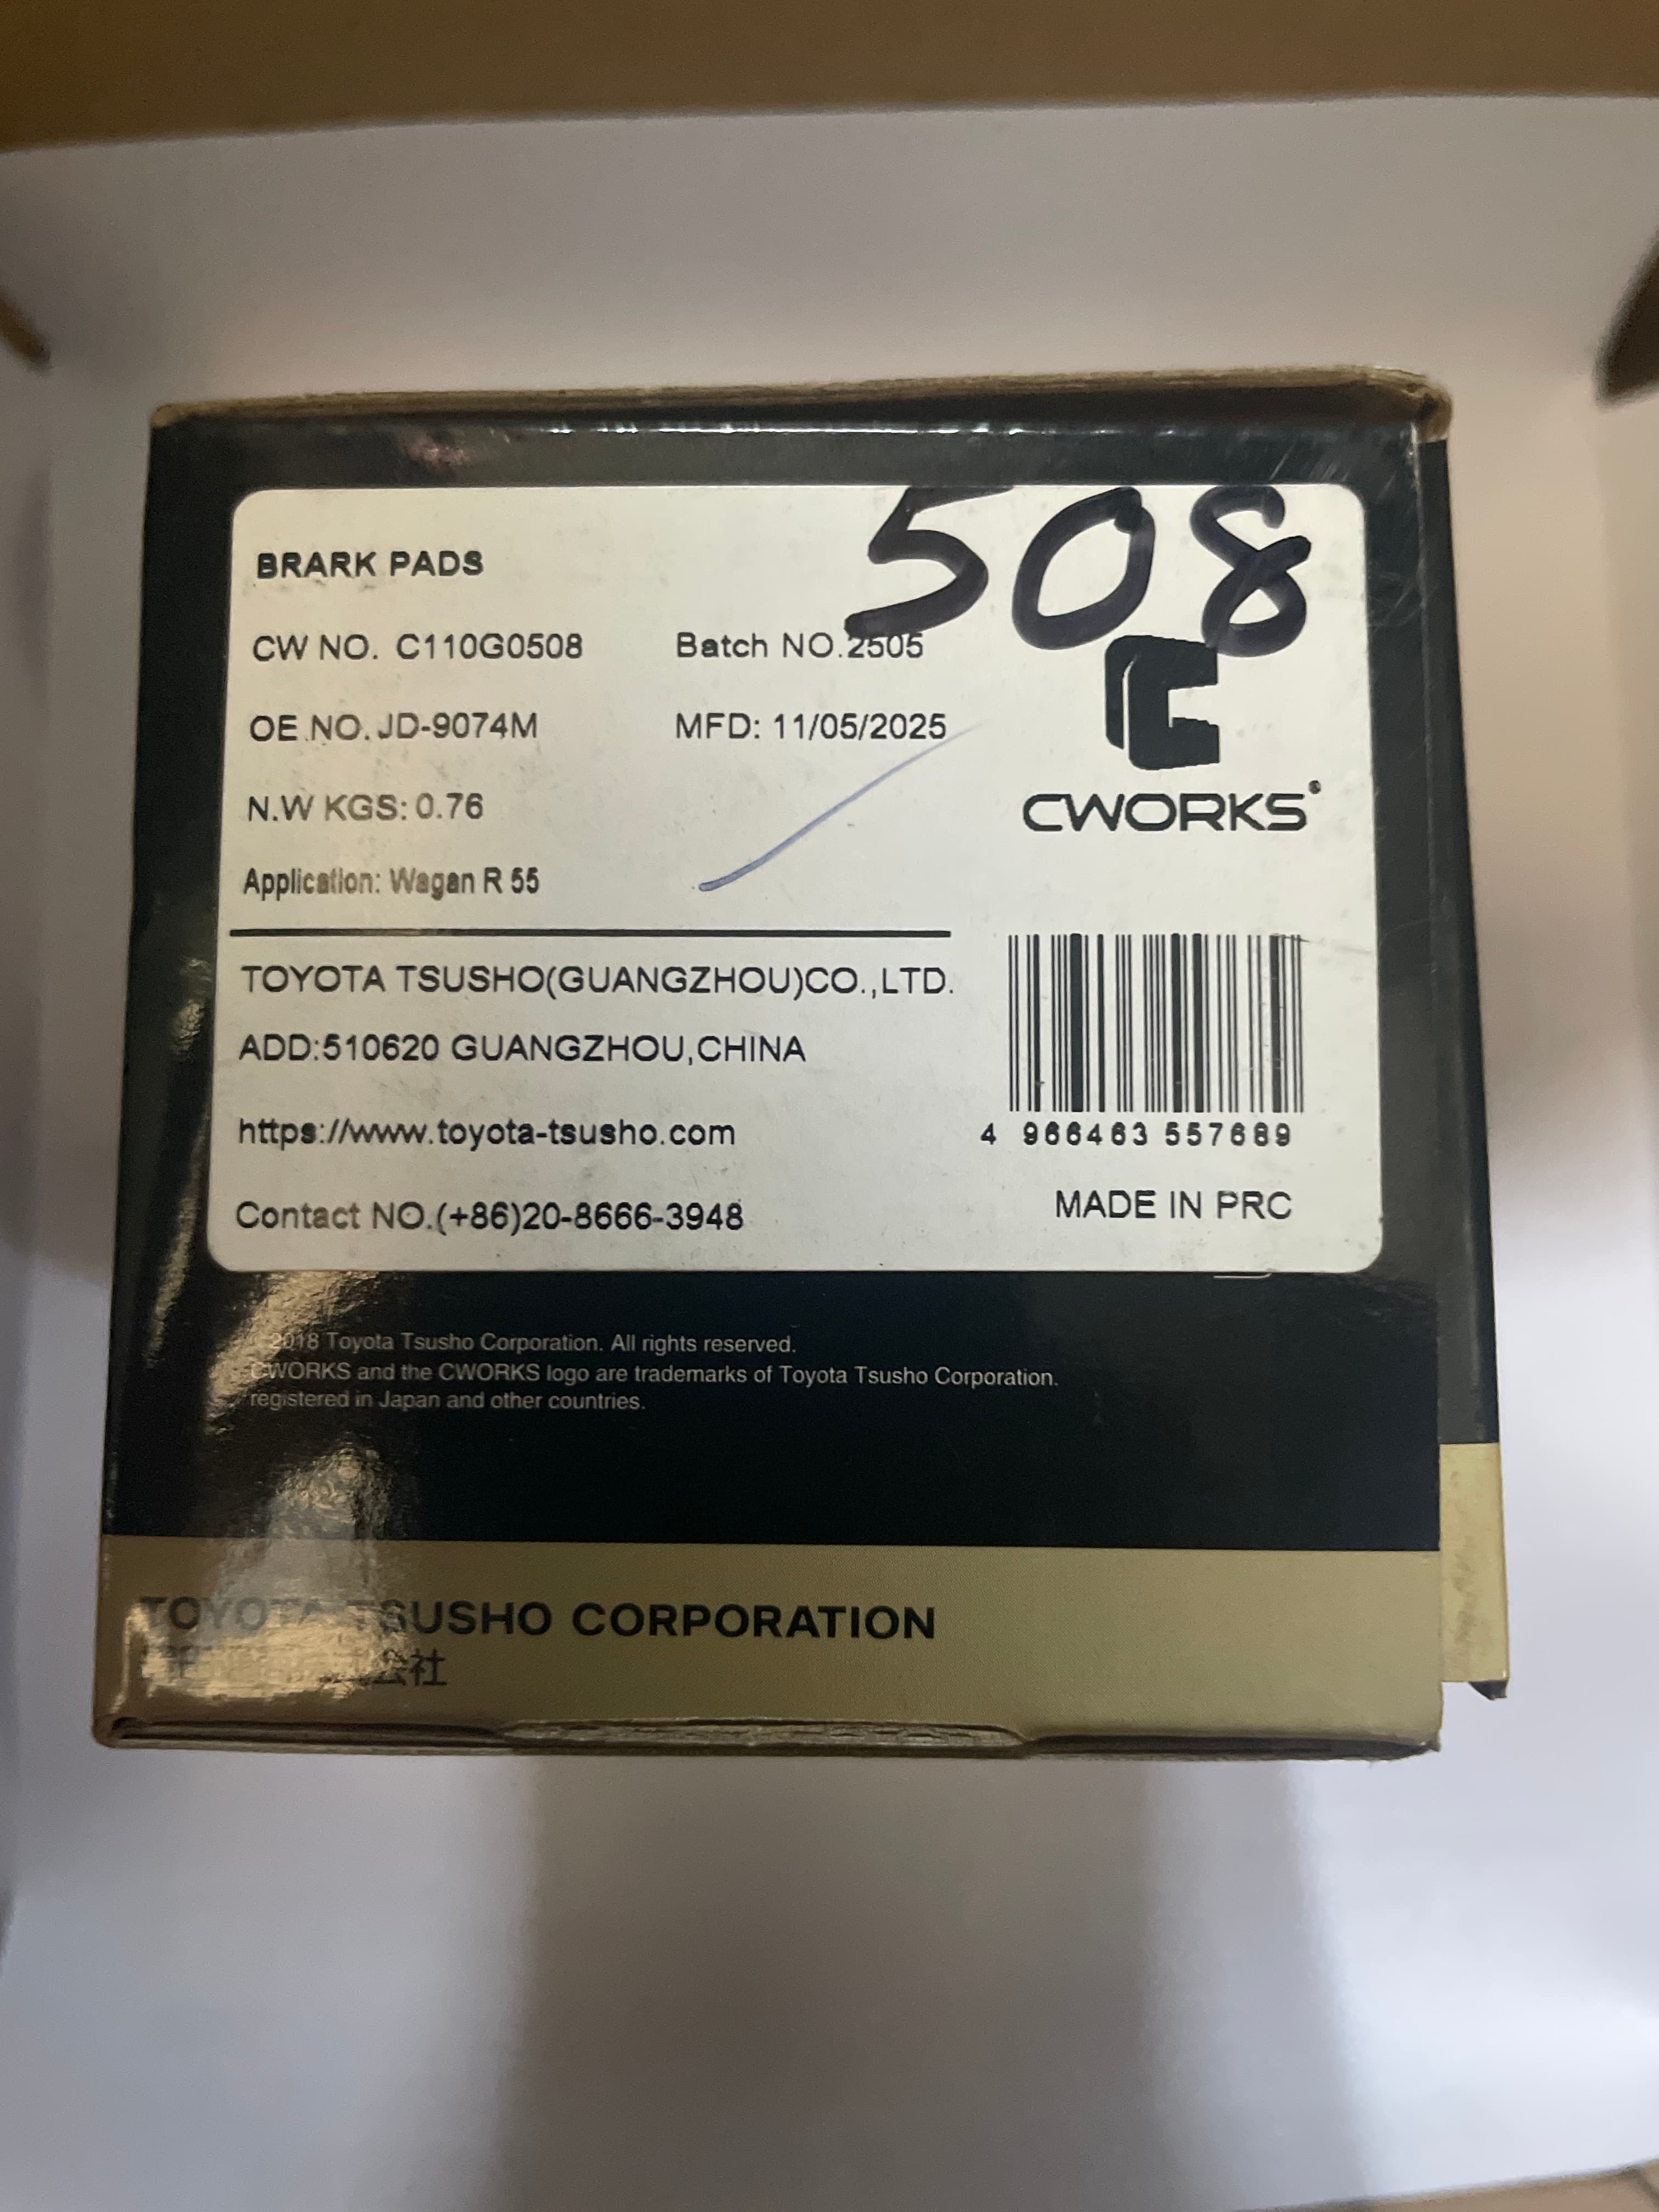 508
BRARK PADS
CW NO. C110G0508
Batch NO.2505
OE NO. JD-9074M
MFD: 11/05/2025
N.W KGS: 0.76
CWORKS
Application: Wagan R 55
TOYOTA TSUSHO(GUANGZHOU)CO.,LTD.
ADD:510620 GUANGZHOU,CHINA
https://www.toyota-tsusho.com
4 966463 557689
Contact NO.(+86)20-8666-3948
MADE IN PRC
2018 Toyota Tsusho Corporation. All rights reserved.
CWORKS and the CWORKS logo are trademarks of Toyota Tsusho Corporation.
registered in Japan and other countries.
TOYOTA TSUSHO CORPORATION
会社